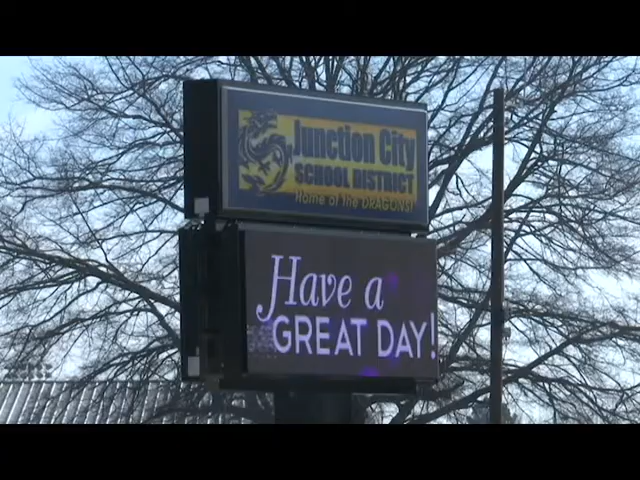 Junction City
SCHOOL DISTRICT
Home of the DRAGONS!
Have a
GREAT DAY!